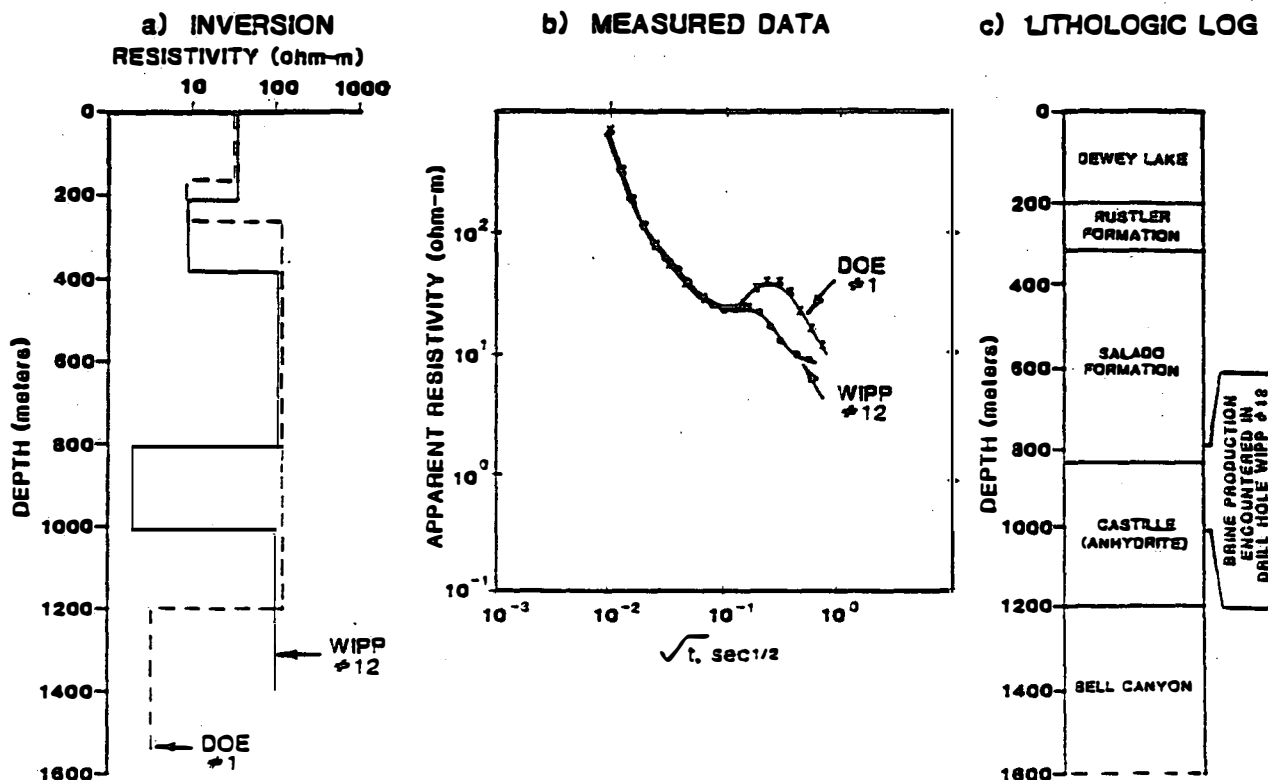 a) INVERSION
RESISTIVITY (ohm-m)
10 100 1000
0
200
400
600
800
1000
1200
1400
1600
DEPTH (meters)
WIPP
#12
DOE
#1
b) MEASURED DATA
APPARENT RESISTIVITY (ohm-m)
10²
10¹
10⁰
10⁻¹
10⁻³ 10⁻² 10⁻¹ 10⁰
√t, sec1/2
DOE
#1
WIPP
#12
c) LITHOLOGIC LOG
DEPTH (meters)
0
200
400
600
800
1000
1200
1400
1600
DEWEY LAKE
RUSTLER
FORMATION
SALADO
FORMATION
CASTILLE
(ANHYDRITE)
BELL CANYON
BRINE PRODUCTION
ENCOUNTERED IN
DRILL HOLE WIPP